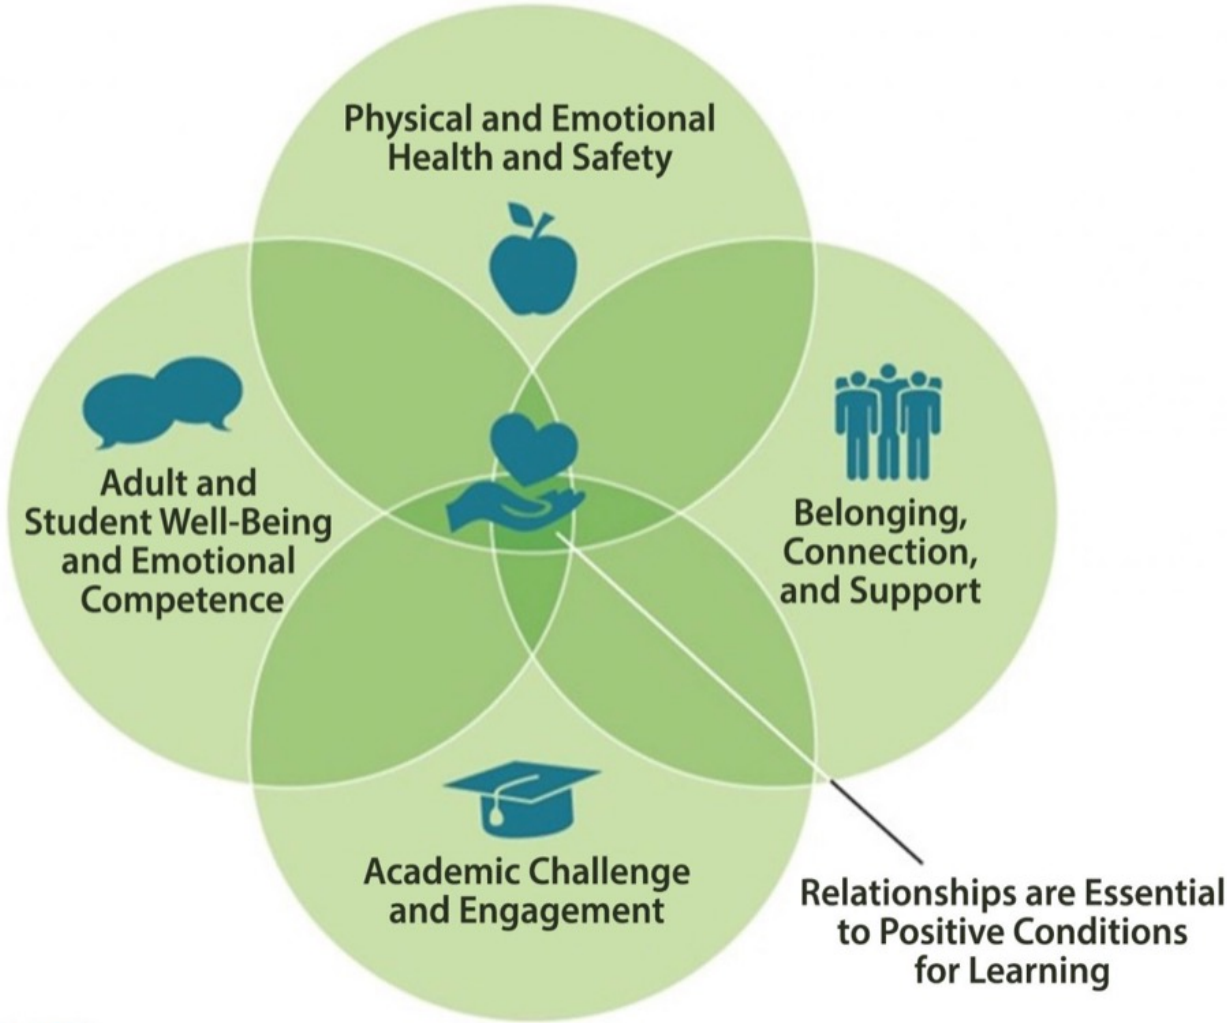 Physical and Emotional
Health and Safety
Adult and
Student Well-Being
and Emotional
Competence
Belonging,
Connection,
and Support
Academic Challenge
and Engagement
Relationships are Essential
to Positive Conditions
for Learning